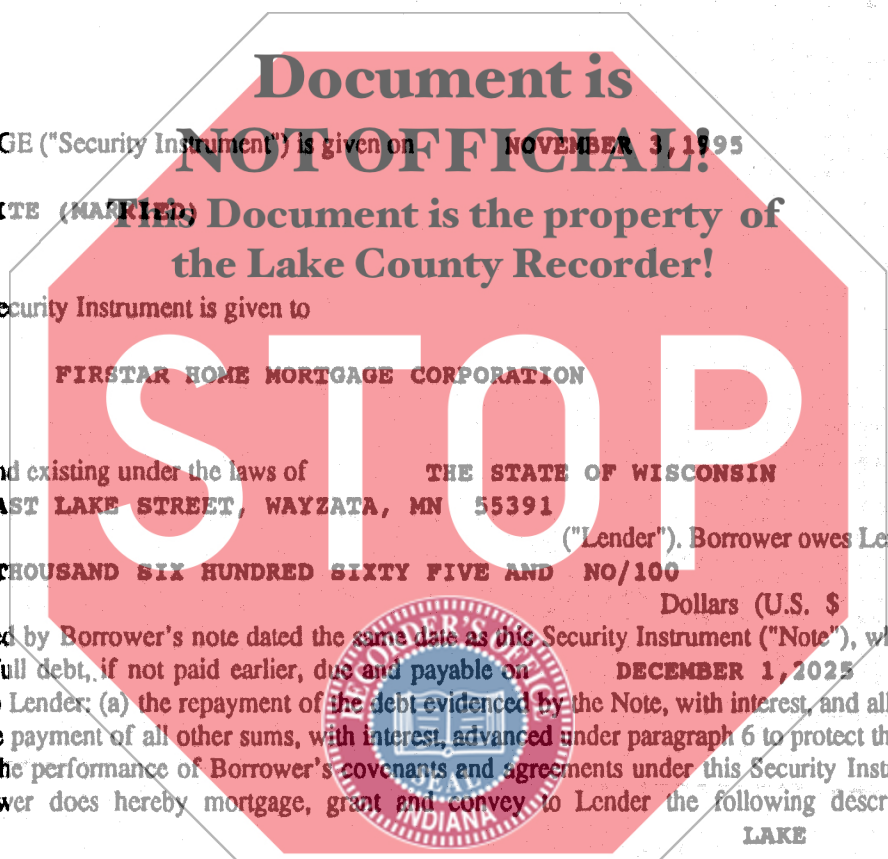 Document is
GE ("Security Instrument") is given on NOVEMBER 3,1995
NOT OFFICIAL!
ITE (MARRIED)
This Document is the property of
the Lake County Recorder!
ecurity Instrument is given to
STOP
FIRSTAR HOME MORTGAGE CORPORATION
nd existing under the laws of THE STATE OF WISCONSIN
AST LAKE STREET, WAYZATA, MN 55391
("Lender"). Borrower owes Le
THOUSAND SIX HUNDRED SIXTY FIVE AND NO/100
Dollars (U.S. $
ed by Borrower's note dated the same date as this Security Instrument ("Note"), w
ull debt, if not paid earlier, due and payable on DECEMBER 1,2025
Lender: (a) the repayment of the debt evidenced by the Note, with interest, and all
e payment of all other sums, with interest, advanced under paragraph 6 to protect th
he performance of Borrower's covenants and agreements under this Security Inst
wer does hereby mortgage, grant and convey to Lender the following descr
LAKE
RECORDER'S OFFICE
SEAL
INDIANA